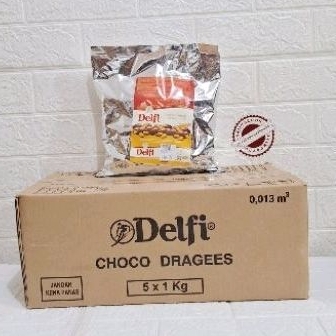 Delfi
Delfi
0,013 m³
Delfi®
CHOCO DRAGEES
5 x 1 Kg
JANGAN
KENA PANAS